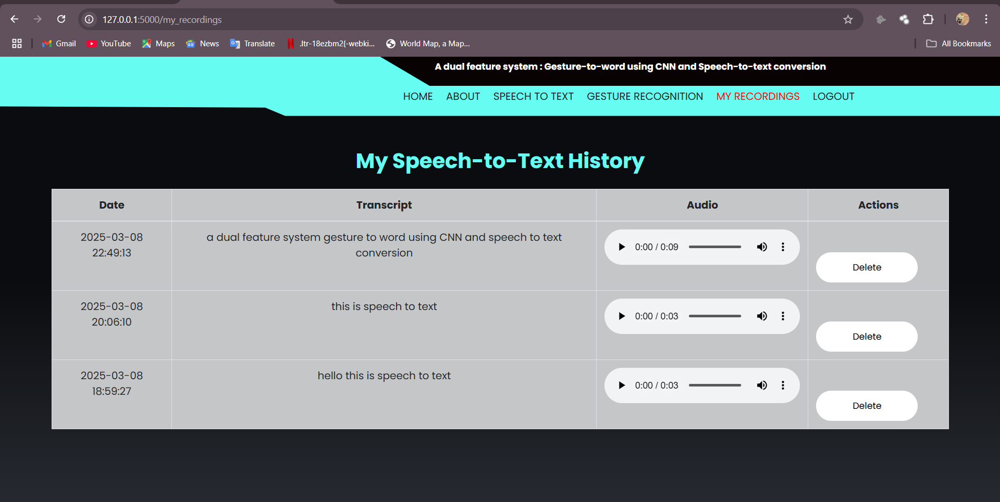 127.0.0.1:5000/my_recordings
Gmail
YouTube
Maps
News
Translate
.ltr-18ezbm2{-webki...
World Map, a Map...
All Bookmarks
A dual feature system : Gesture-to-word using CNN and Speech-to-text conversion
HOME ABOUT SPEECH TO TEXT GESTURE RECOGNITION MY RECORDINGS LOGOUT
My Speech-to-Text History
Date Transcript Audio Actions
2025-03-08
22:49:13
a dual feature system gesture to word using CNN and speech to text
conversion
0:00 / 0:09
Delete
2025-03-08
20:06:10
this is speech to text
0:00 / 0:03
Delete
2025-03-08
18:59:27
hello this is speech to text
0:00 / 0:03
Delete